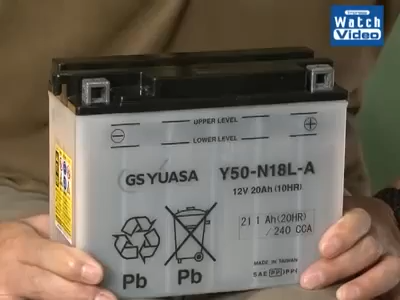 Watch
Video
UPPER LEVEL
LOWER LEVEL
GS YUASA
Y50-N18L-A
12V 20Ah (10HR)
21.1 Ah(20HR)
/240 CCA
Pb
Pb
MADE IN TAIWAN